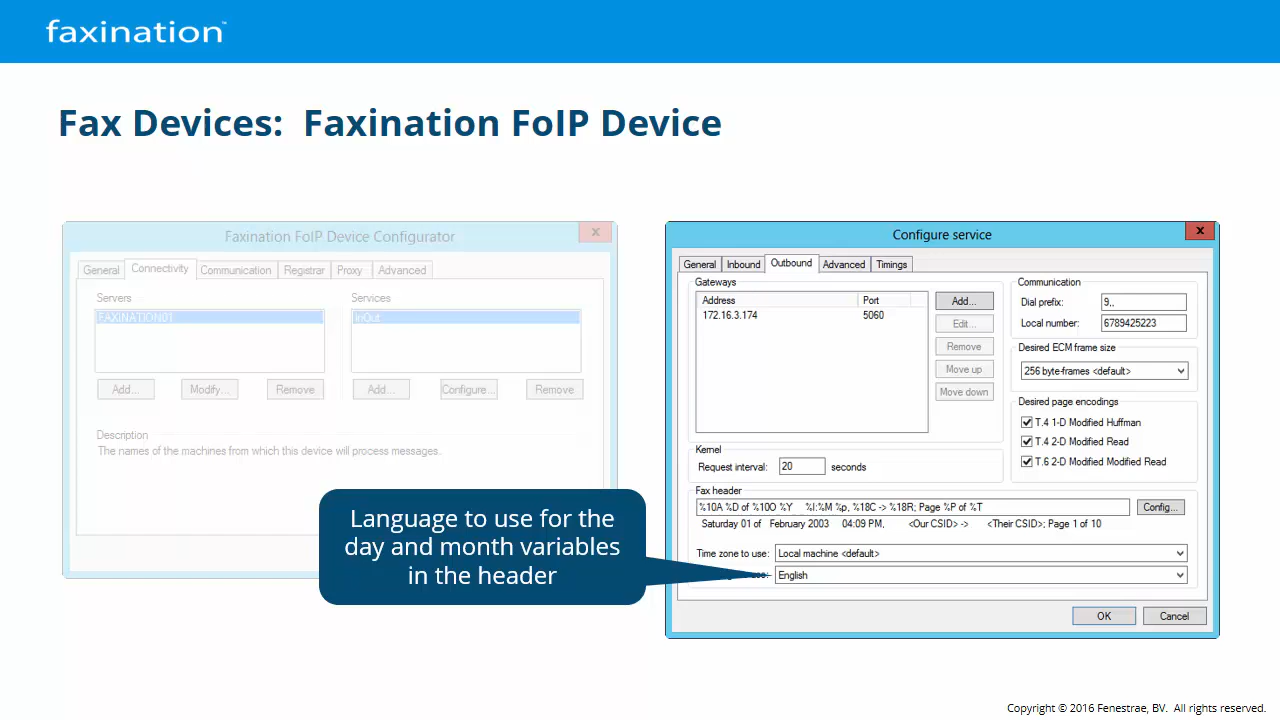 faxination™
Fax Devices: Faxination FoIP Device
Faxination FoIP Device Configurator
x
General Connectivity Communication Registrar Proxy Advanced
Servers
Services
FAXINATION01
InOut
Add... Modify... Remove
Add... Configure... Remove
Description
The names of the machines from which this device will process messages.
Language to use for the
day and month variables
in the header
Configure service
x
General Inbound Outbound Advanced Timings
Gateways
Address Port
172.16.3.174 5060
Add...
Edit...
Remove
Move up
Move down
Communication
Dial prefix: 9,,
Local number: 6789425223
Desired ECM frame size
256 byte-frames <default>
Desired page encodings
T.4 1-D Modified Huffman
T.4 2-D Modified Read
T.6 2-D Modified Modified Read
Kernel
Request interval: 20 seconds
Fax header
%10A %D of %10O %Y %I:%M %p, %18C -> %18R; Page %P of %T
Config...
Saturday 01 of February 2003 04:09 PM, <Our CSID> -> <Their CSID>; Page 1 of 10
Time zone to use: Local machine <default>
English
OK Cancel
Copyright © 2016 Fenestrae, BV. All rights reserved.